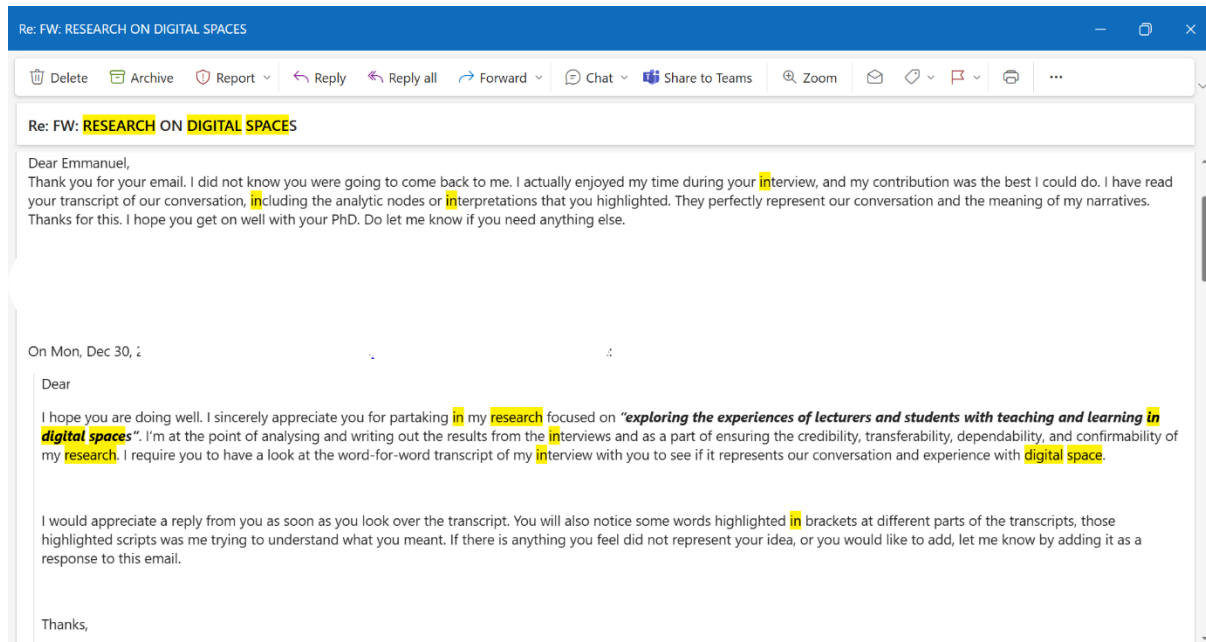 Re: FW: RESEARCH ON DIGITAL SPACES
Delete Archive Report Reply Reply all Forward Chat Share to Teams Zoom
Re: FW: RESEARCH ON DIGITAL SPACES
Dear Emmanuel,
Thank you for your email. I did not know you were going to come back to me. I actually enjoyed my time during your interview, and my contribution was the best I could do. I have read
your transcript of our conversation, including the analytic nodes or interpretations that you highlighted. They perfectly represent our conversation and the meaning of my narratives.
Thanks for this. I hope you get on well with your PhD. Do let me know if you need anything else.
On Mon, Dec 30,
Dear
I hope you are doing well. I sincerely appreciate you for partaking in my research focused on “exploring the experiences of lecturers and students with teaching and learning in
digital spaces“. I’m at the point of analysing and writing out the results from the interviews and as a part of ensuring the credibility, transferability, dependability, and confirmability of
my research. I require you to have a look at the word-for-word transcript of my interview with you to see if it represents our conversation and experience with digital space.
I would appreciate a reply from you as soon as you look over the transcript. You will also notice some words highlighted in brackets at different parts of the transcripts, those
highlighted scripts was me trying to understand what you meant. If there is anything you feel did not represent your idea, or you would like to add, let me know by adding it as a
response to this email.
Thanks,